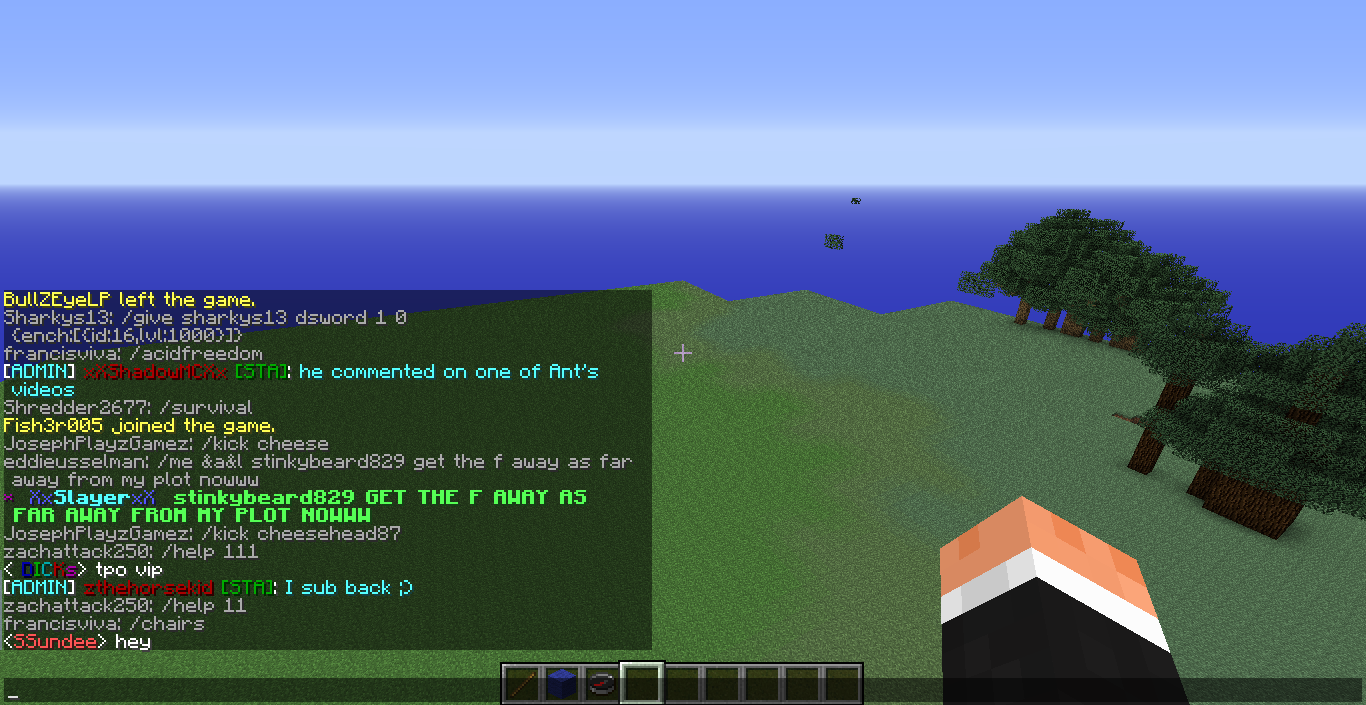 BullZEyeLP left the game.
Sharkys13: /give sharkys13 dsword 1 0
{ench:[{id:16,lvl:1000}]}
francisviva: /acidfreedom
[ADMIN] xXShadowMCXx [STA]: he commented on one of Ant's
videos
Shredder2677: /survival
Fish3r005 joined the game.
JosephPlayzGamez: /kick cheese
eddieusselman: /me &a&l stinkybeard829 get the f away as far
away from my plot nowww
* XxSlayerxX stinkybeard829 GET THE F AWAY AS
FAR AWAY FROM MY PLOT NOWWW
JosephPlayzGamez: /kick cheesehead87
zachattack250: /help 111
< DICKs> tpo vip
[ADMIN] zthehorsekid [STA]: I sub back ;)
zachattack250: /help 11
francisviva: /chairs
<SSundee> hey
_